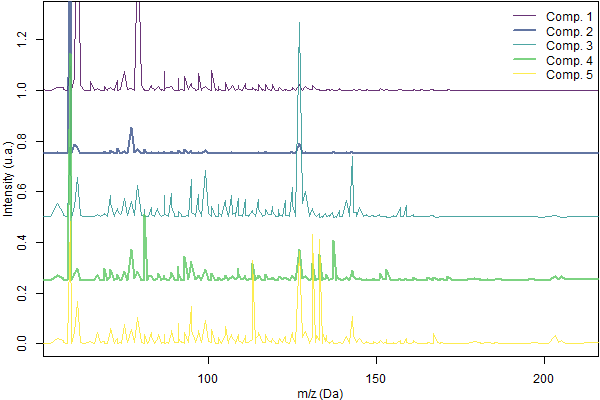 Comp. 1
Comp. 2
Comp. 3
Comp. 4
Comp. 5
Intensity (u.a.)
1.2
1.0
0.8
0.6
0.4
0.2
0.0
100
150
200
m/z (Da)